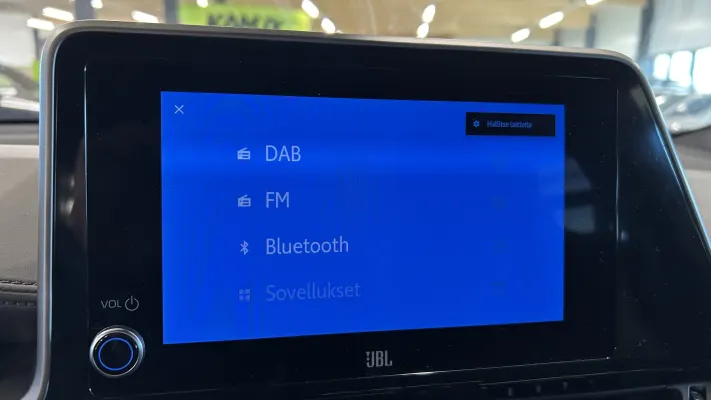 Hallitse laitteita
DAB
FM
Bluetooth
Sovellukset
VOL
JBL